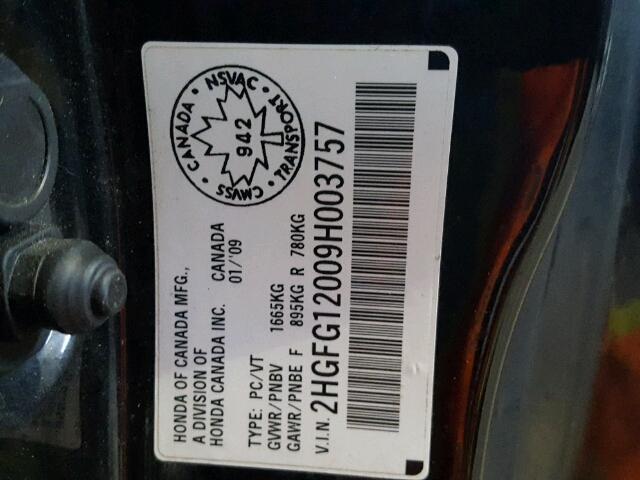 HONDA OF CANADA MFG.,
A DIVISION OF
HONDA CANADA INC. CANADA
01/'09
TYPE: PC/VT
GVWR/PNBV 1665KG
GAWR/PNBE F 895KG R 780KG
V.I.N. 2HGFG12009H003757
CANADA • NSVAC • TRANSPORT • CMVSS •
942